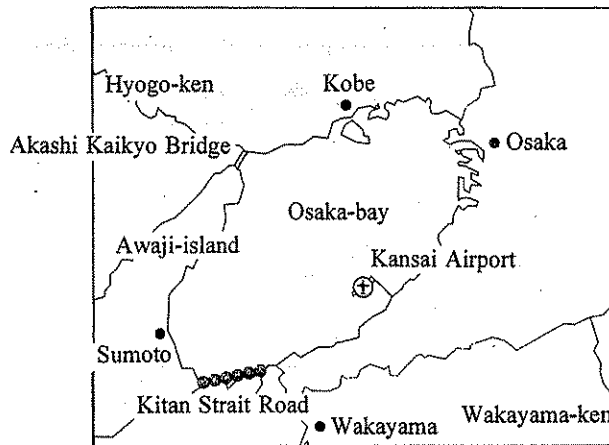 Hyogo-ken
Kobe
Akashi Kaikyo Bridge
Osaka
Osaka-bay
Awaji-island
Kansai Airport
Sumoto
Kitan Strait Road
Wakayama
Wakayama-ken